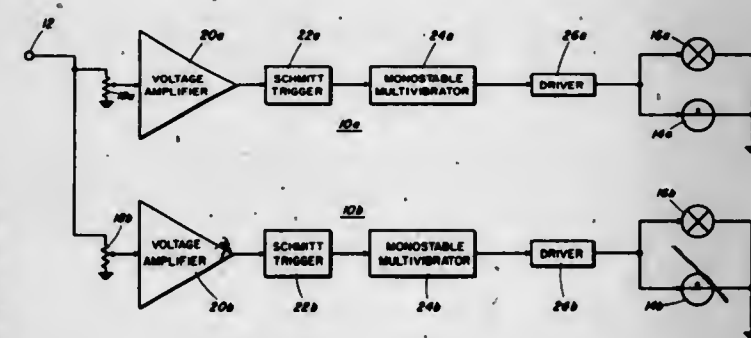 12
20a
22a
24a
26a
16a
18a
VOLTAGE
AMPLIFIER
SCHMITT
TRIGGER
MONOSTABLE
MULTIVIBRATOR
DRIVER
10a
14a
18b
10b
16b
VOLTAGE
AMPLIFIER
SCHMITT
TRIGGER
MONOSTABLE
MULTIVIBRATOR
DRIVER
20b
22b
24b
26b
14b